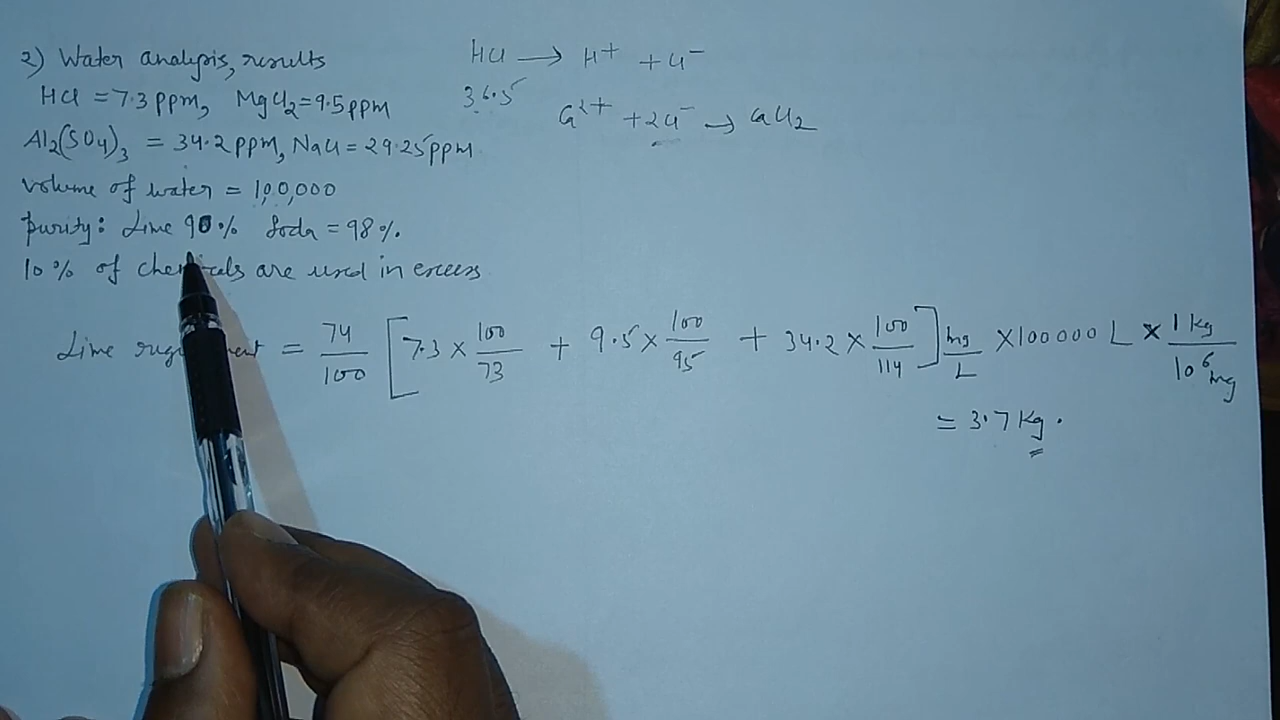 2) Water analysis, results
HCl = 7.3 ppm, MgCl2 = 9.5 ppm
Al2(SO4)3 = 34.2 ppm, NaCl = 29.25 ppm
volume of water = 1,00,000
purity: Lime 90% Soda = 98%.
10% of chemicals are used in excess
HCl → H+ + Cl-
36.5
Ca2+ + 2Cl- → CaCl2
Lime requirement = 74/100 [7.3 × 100/73 + 9.5 × 100/95 + 34.2 × 100/114] mg/L × 100000 L × 1 kg/10^6 mg
= 3.7 Kg.